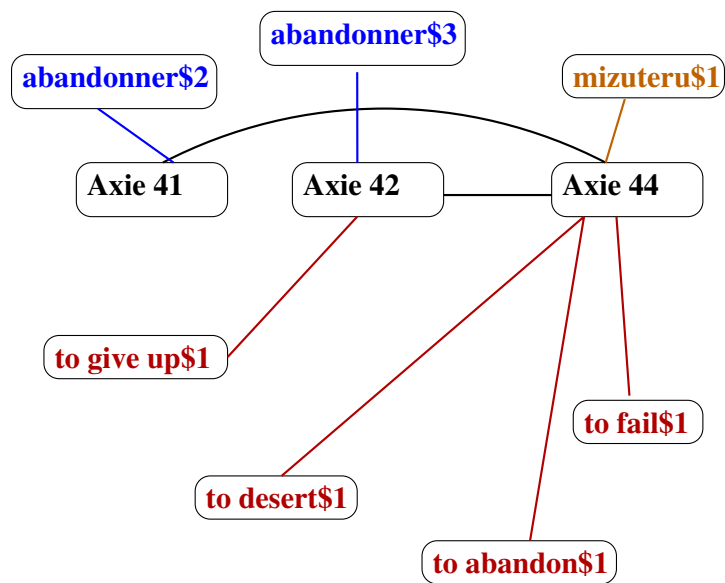 abandonner$3
abandonner$2
mizuteru$1
Axie 41
Axie 42
Axie 44
to give up$1
to fail$1
to desert$1
to abandon$1